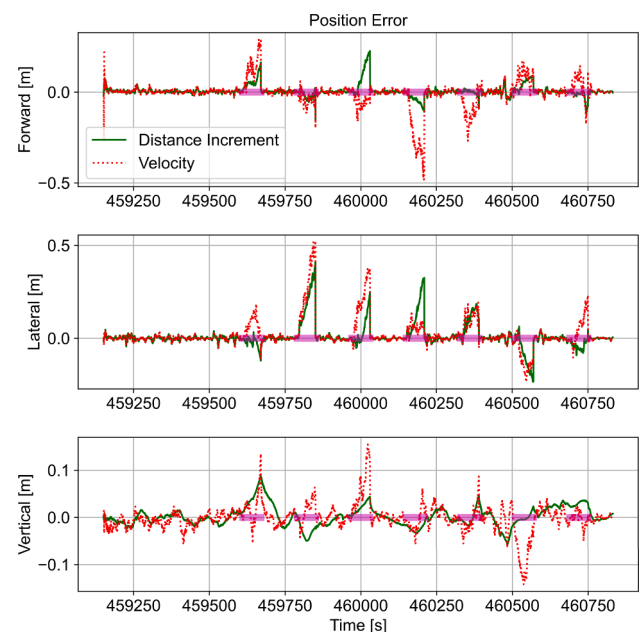 Position Error
Forward [m]
0.0
−0.5
Distance Increment
Velocity
459250 459500 459750 460000 460250 460500 460750
Lateral [m]
0.5
0.0
459250 459500 459750 460000 460250 460500 460750
Vertical [m]
0.1
0.0
−0.1
459250 459500 459750 460000 460250 460500 460750
Time [s]